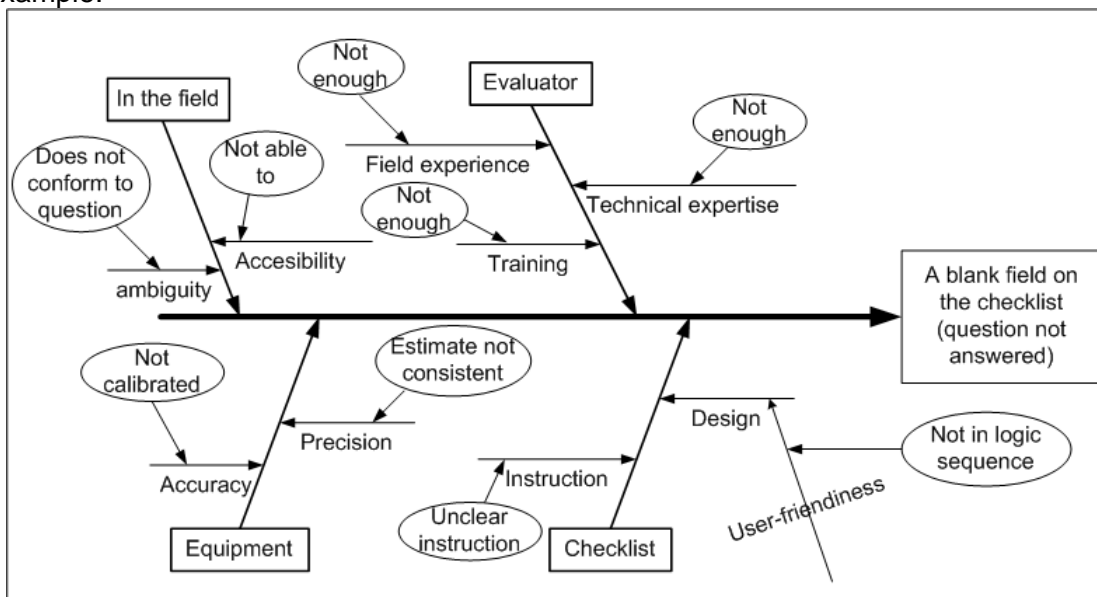 xample:
Not
enough
Evaluator
In the field
Not
enough
Does not
conform to
question
Not able
to
Field experience
Not
enough
Technical expertise
Accesibility
Training
ambiguity
A blank field on
the checklist
(question not
answered)
Not
calibrated
Estimate not
consistent
Precision
Design
Not in logic
sequence
Accuracy
Instruction
User-friendiness
Unclear
instruction
Equipment
Checklist